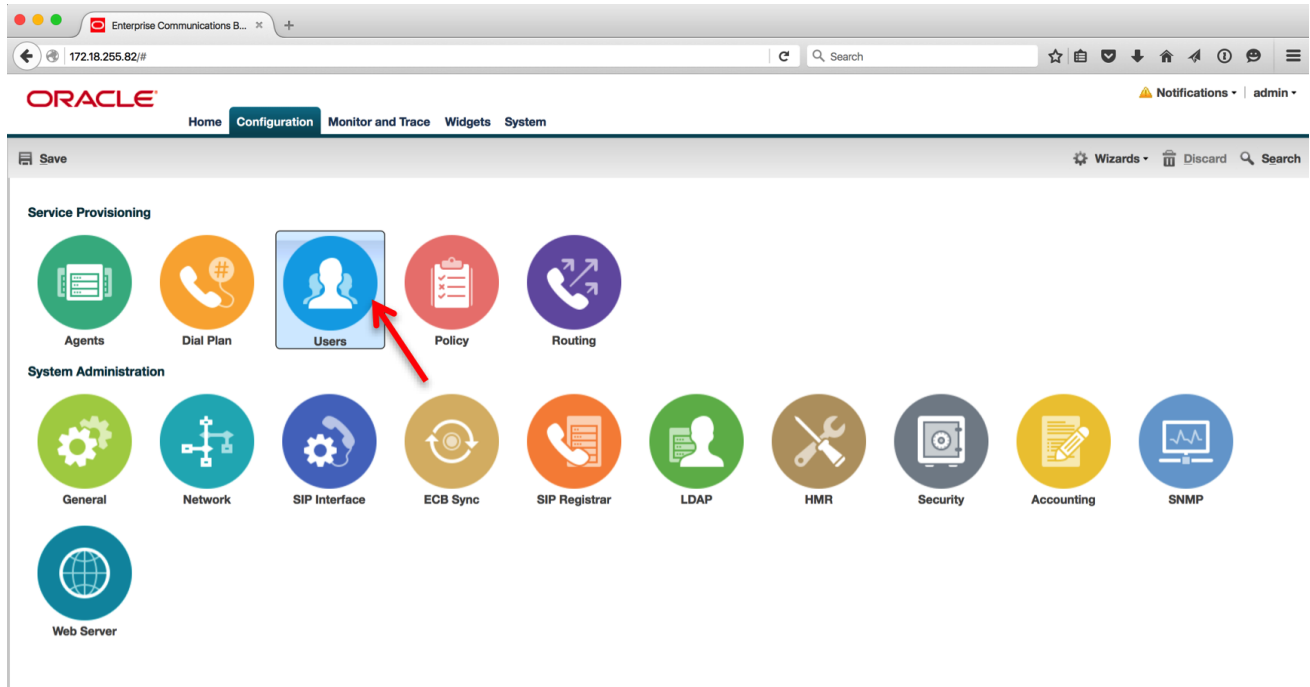 Enterprise Communications B... × +
172.18.255.82/# Search
ORACLE
Notifications admin
Home Configuration Monitor and Trace Widgets System
Save Wizards Discard Search
Service Provisioning
#
Agents Dial Plan Users Policy Routing
System Administration
General Network SIP Interface ECB Sync SIP Registrar LDAP HMR Security Accounting SNMP
Web Server